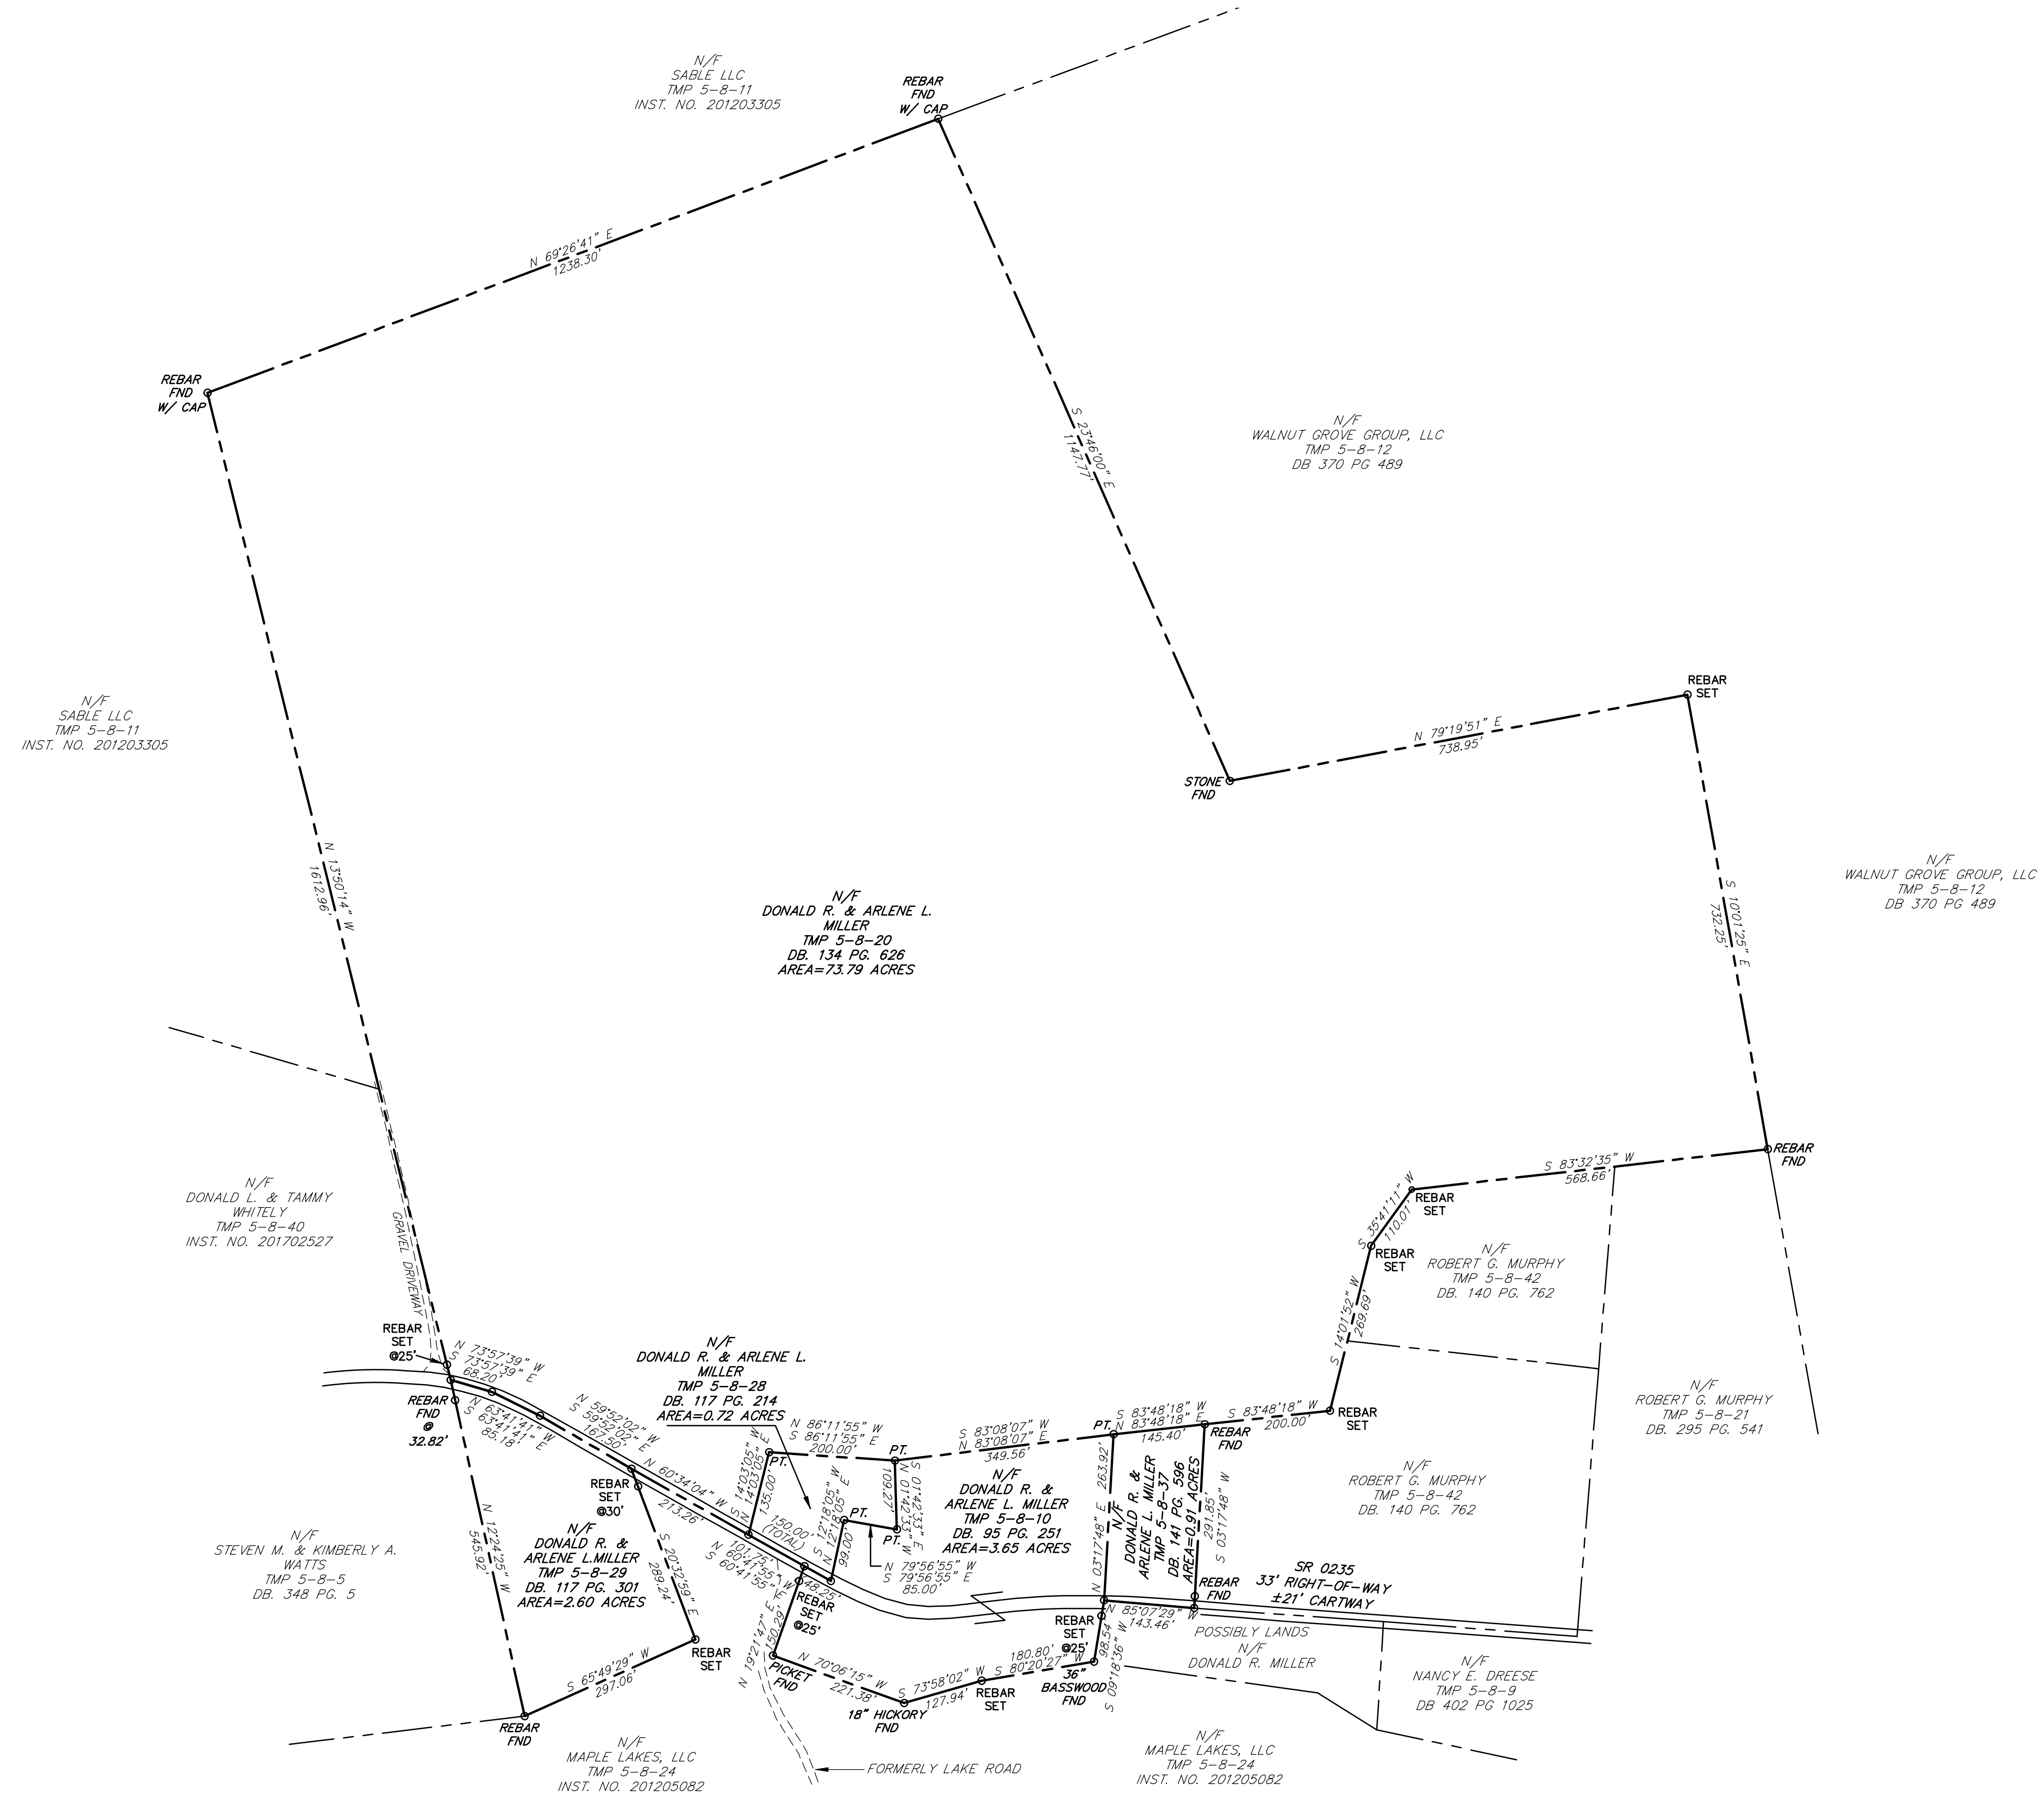 N/F
SABLE LLC
TMP 5-8-11
INST. NO. 201203305
REBAR
FND
W/ CAP
N 69°26'41" E
1238.30'
REBAR
FND
W/ CAP
S 23°46'00" E
1147.77'
N/F
WALNUT GROVE GROUP, LLC
TMP 5-8-12
DB 370 PG 489
N/F
SABLE LLC
TMP 5-8-11
INST. NO. 201203305
REBAR
SET
N 79°19'51" E
738.95'
STONE
FND
N 13°50'14" W
1612.96'
N/F
DONALD R. & ARLENE L.
MILLER
TMP 5-8-20
DB. 134 PG. 626
AREA=73.79 ACRES
S 10°01'25" E
732.25'
N/F
WALNUT GROVE GROUP, LLC
TMP 5-8-12
DB 370 PG 489
REBAR
FND
S 83°32'35" W
568.66'
REBAR
SET
S 35°41'11" W
110.01'
REBAR
SET
N/F
ROBERT G. MURPHY
TMP 5-8-42
DB. 140 PG. 762
S 14°01'52" W
269.69'
N/F
DONALD L. & TAMMY
WHITELY
TMP 5-8-40
INST. NO. 201702527
GRAVEL DRIVEWAY
REBAR
SET
@25'
N 73°57'39" W
S 73°57'39" E
68.20'
REBAR
FND
@
32.82'
N 63°41'41" W
S 63°41'41" E
85.18'
N 59°52'02" W
S 59°52'02" E
167.50'
N/F
DONALD R. & ARLENE L.
MILLER
TMP 5-8-28
DB. 117 PG. 214
AREA=0.72 ACRES
N 86°11'55" W
S 86°11'55" E
200.00'
PT.
PT.
S 83°08'07" W
N 83°08'07" E
349.56'
PT.
S 83°48'18" W
N 83°48'18" E
145.40'
REBAR
FND
S 83°48'18" W
200.00'
REBAR
SET
N/F
ROBERT G. MURPHY
TMP 5-8-21
DB. 295 PG. 541
N/F
ROBERT G. MURPHY
TMP 5-8-42
DB. 140 PG. 762
N 60°34'04" W
213.26'
S 14°03'05" W
N 14°03'05" E
135.00'
150.00'
(TOTAL)
101.75'
48.25'
N 60°41'55" W
S 60°41'55" E
S 12°18'05" W
N 12°18'05" E
99.00'
PT.
PT.
109.27'
N 01°42'33" W
S 01°42'33" E
N 79°56'55" W
S 79°56'55" E
85.00'
N/F
DONALD R. &
ARLENE L. MILLER
TMP 5-8-10
DB. 95 PG. 251
AREA=3.65 ACRES
N 03°17'48" E 263.92'
N/F
DONALD R. &
ARLENE L. MILLER
TMP 5-8-37
DB. 141 PG. 596
AREA=0.91 ACRES
291.85'
S 03°17'48" W
REBAR
FND
SR 0235
33' RIGHT-OF-WAY
±21' CARTWAY
N 85°07'29" W
143.46'
REBAR
SET
@25'
POSSIBLY LANDS
N/F
DONALD R. MILLER
98.54'
S 09°18'36" W
N/F
NANCY E. DREESE
TMP 5-8-9
DB 402 PG 1025
REBAR
SET
@30'
N/F
DONALD R. &
ARLENE L.MILLER
TMP 5-8-29
DB. 117 PG. 301
AREA=2.60 ACRES
S 20°32'59" E
289.24'
REBAR
SET
N 12°24'25" W
545.92'
N/F
STEVEN M. & KIMBERLY A.
WATTS
TMP 5-8-5
DB. 348 PG. 5
S 65°49'29" W
297.06'
REBAR
FND
REBAR
SET
@25'
N 19°21'47" E
150.29'
PICKET
FND
N 70°06'15" W
221.38'
18" HICKORY
FND
S 73°58'02" W
127.94'
REBAR
SET
180.80'
S 80°20'27" W
36"
BASSWOOD
FND
N/F
MAPLE LAKES, LLC
TMP 5-8-24
INST. NO. 201205082
FORMERLY LAKE ROAD
N/F
MAPLE LAKES, LLC
TMP 5-8-24
INST. NO. 201205082